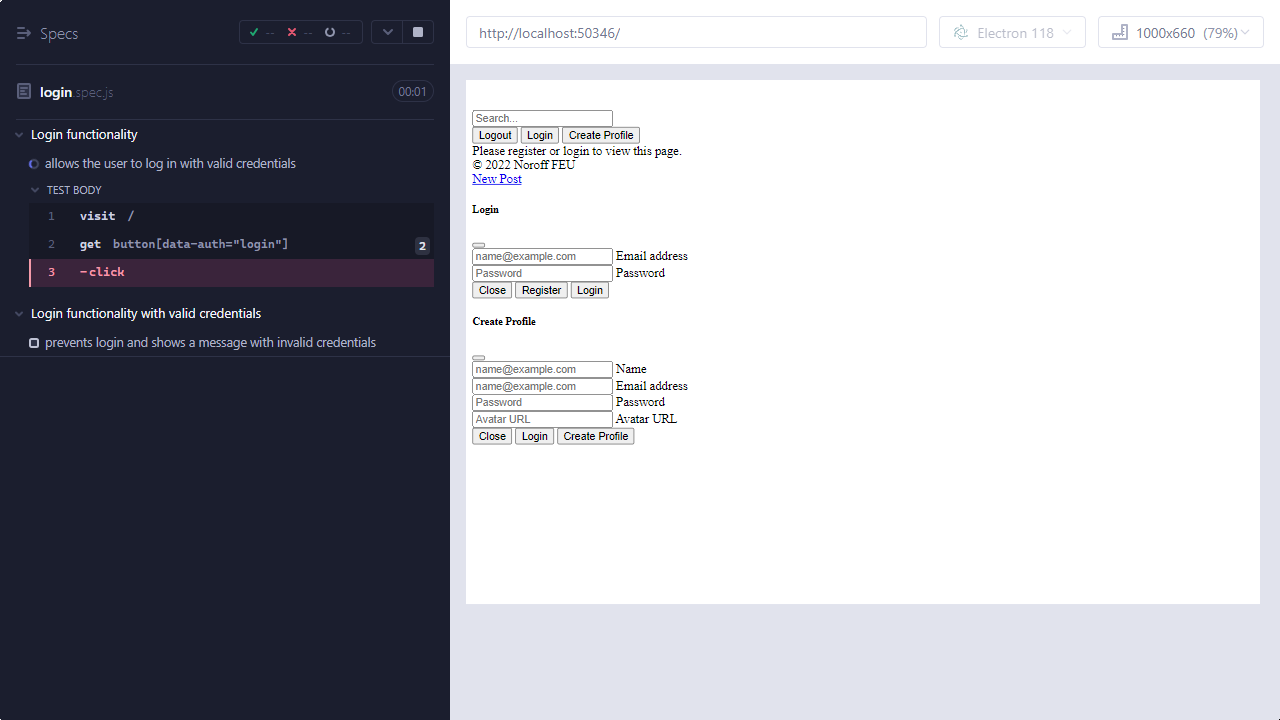 Specs
-- -- --
login.spec.js
00:01
Login functionality
allows the user to log in with valid credentials
TEST BODY
1 visit /
2 get button[data-auth="login"] 2
3 -click
Login functionality with valid credentials
prevents login and shows a message with invalid credentials
http://localhost:50346/
Electron 118
1000x660 (79%)
Search...
Logout Login Create Profile
Please register or login to view this page.
© 2022 Noroff FEU
New Post
Login
name@example.com Email address
Password Password
Close Register Login
Create Profile
name@example.com Name
name@example.com Email address
Password Password
Avatar URL Avatar URL
Close Login Create Profile